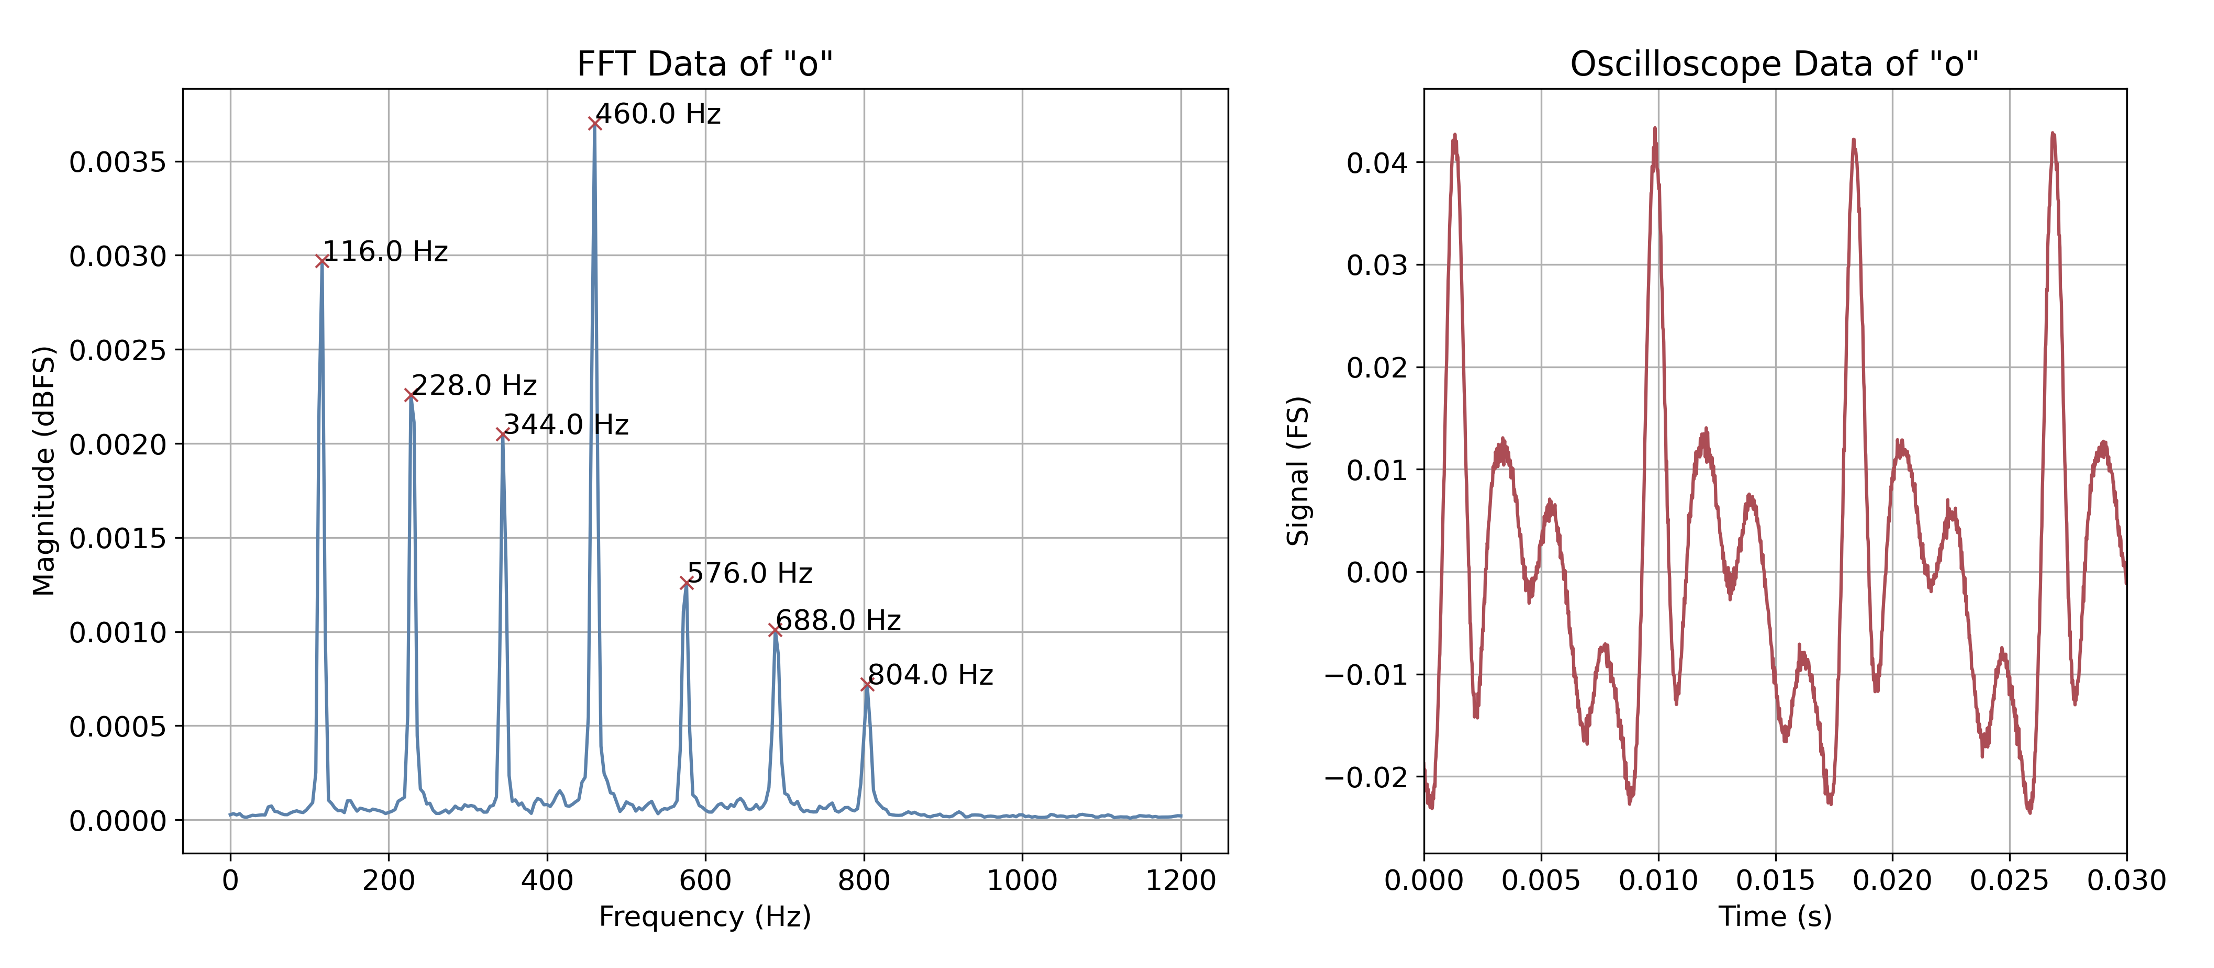 FFT Data of "o"
Magnitude (dBFS)
0.0035
0.0030
0.0025
0.0020
0.0015
0.0010
0.0005
0.0000
460.0 Hz
116.0 Hz
228.0 Hz
344.0 Hz
576.0 Hz
688.0 Hz
804.0 Hz
0 200 400 600 800 1000 1200
Frequency (Hz)
Oscilloscope Data of "o"
Signal (FS)
0.04
0.03
0.02
0.01
0.00
−0.01
−0.02
0.000 0.005 0.010 0.015 0.020 0.025 0.030
Time (s)